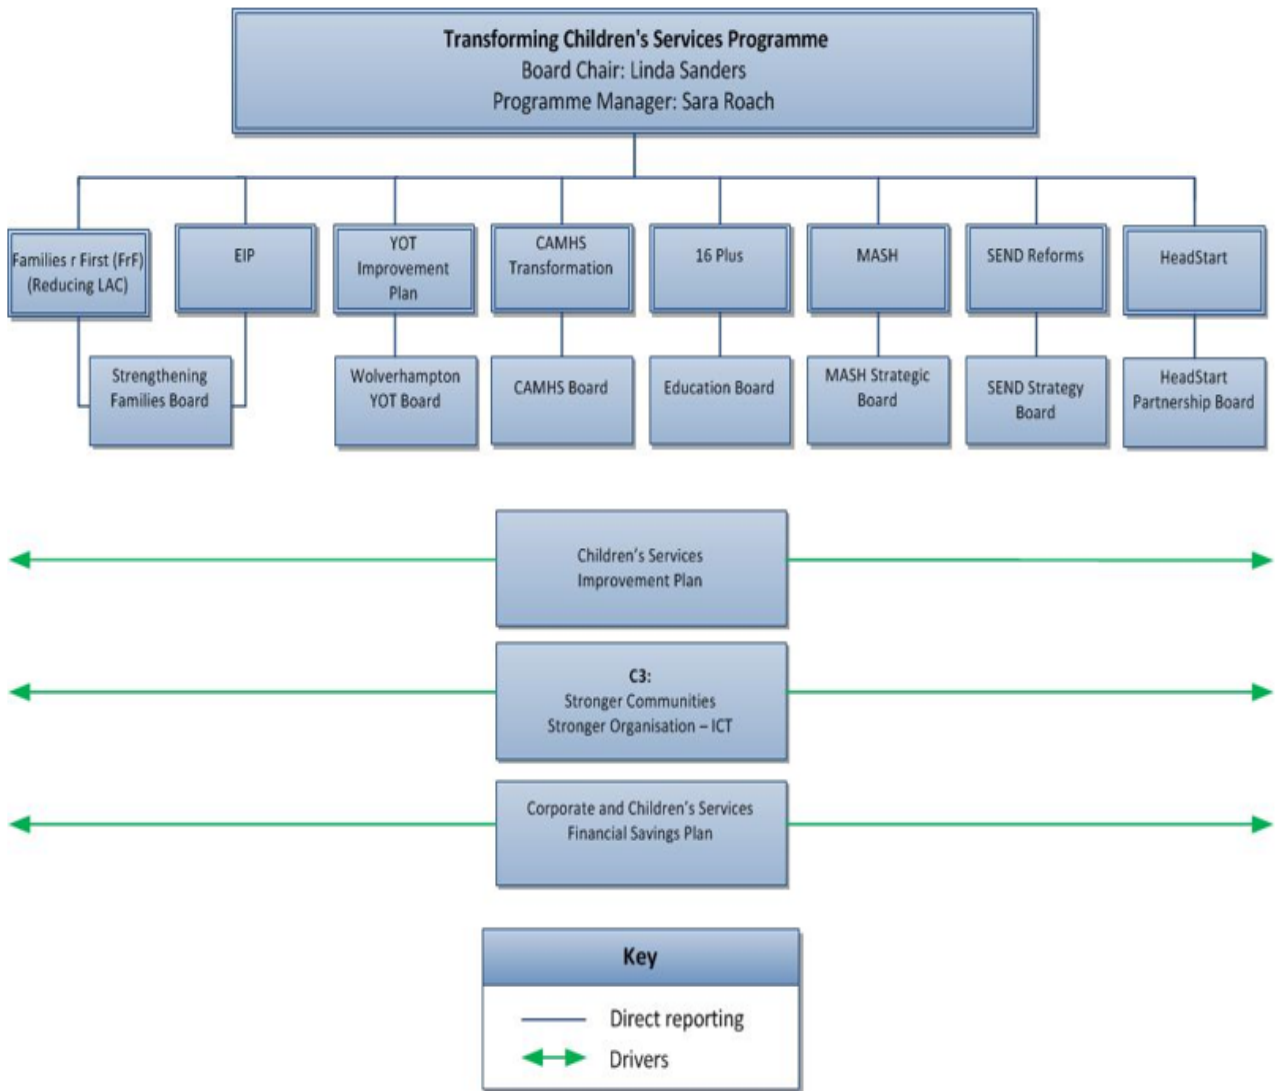 Transforming Children's Services Programme
Board Chair: Linda Sanders
Programme Manager: Sara Roach
Families r First (FrF)
(Reducing LAC)
EIP
YOT
Improvement
Plan
CAMHS
Transformation
16 Plus
MASH
SEND Reforms
HeadStart
Strengthening
Families Board
Wolverhampton
YOT Board
CAMHS Board
Education Board
MASH Strategic
Board
SEND Strategy
Board
HeadStart
Partnership Board
Children's Services
Improvement Plan
C3:
Stronger Communities
Stronger Organisation – ICT
Corporate and Children's Services
Financial Savings Plan
Key
Direct reporting
Drivers